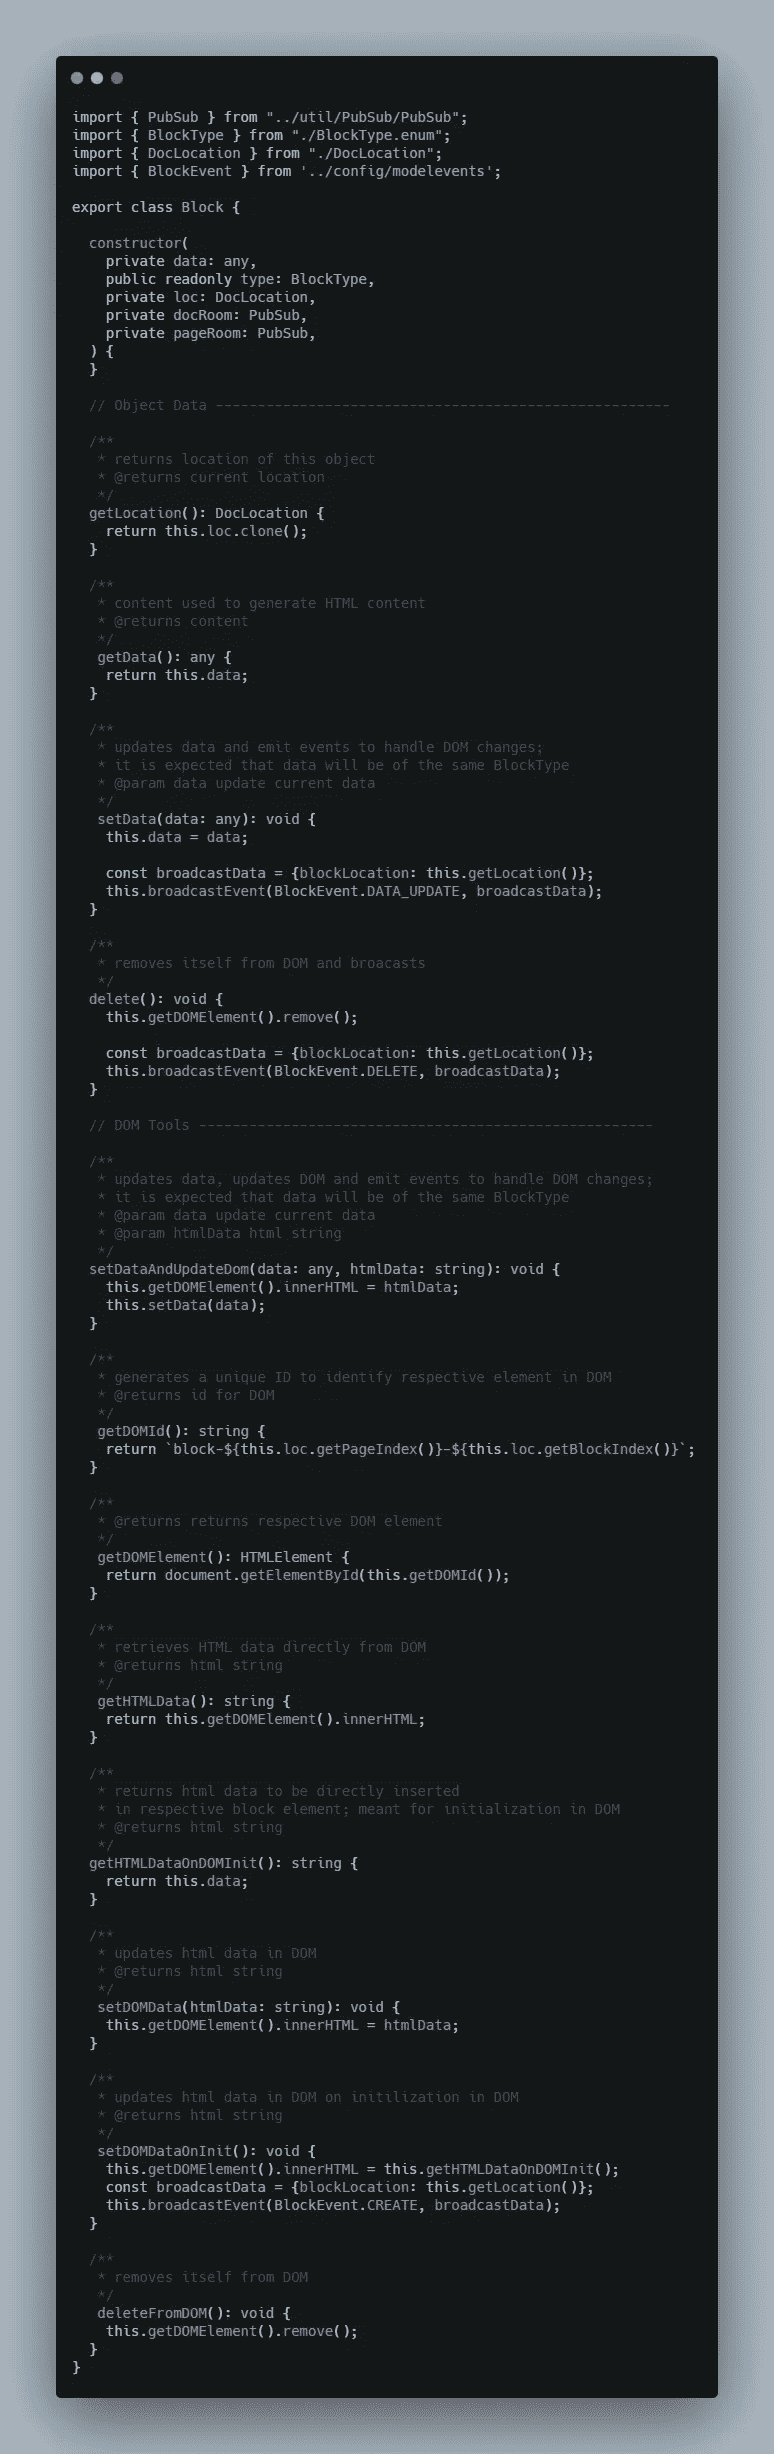 import { PubSub } from "../util/PubSub/PubSub";
import { BlockType } from "./BlockType.enum";
import { DocLocation } from "./DocLocation";
import { BlockEvent } from '../config/modelevents';

export class Block {

  constructor(
    private data: any,
    public readonly type: BlockType,
    private loc: DocLocation,
    private docRoom: PubSub,
    private pageRoom: PubSub,
  ) {
  }

  // Object Data ------------------------------------------------------

  /**
   * returns location of this object
   * @returns current location
   */
  getLocation(): DocLocation {
    return this.loc.clone();
  }

  /**
   * content used to generate HTML content
   * @returns content
   */
   getData(): any {
    return this.data;
  }

  /**
   * updates data and emit events to handle DOM changes;
   * it is expected that data will be of the same BlockType
   * @param data update current data
   */
   setData(data: any): void {
    this.data = data;

    const broadcastData = {blockLocation: this.getLocation()};
    this.broadcastEvent(BlockEvent.DATA_UPDATE, broadcastData);
  }

  /**
   * removes itself from DOM and broacasts
   */
  delete(): void {
    this.getDOMElement().remove();

    const broadcastData = {blockLocation: this.getLocation()};
    this.broadcastEvent(BlockEvent.DELETE, broadcastData);
  }

  // DOM Tools ------------------------------------------------------

  /**
   * updates data, updates DOM and emit events to handle DOM changes;
   * it is expected that data will be of the same BlockType
   * @param data update current data
   * @param htmlData html string
   */
  setDataAndUpdateDom(data: any, htmlData: string): void {
    this.getDOMElement().innerHTML = htmlData;
    this.setData(data);
  }

  /**
   * generates a unique ID to identify respective element in DOM
   * @returns id for DOM
   */
   getDOMId(): string {
    return `block-${this.loc.getPageIndex()}-${this.loc.getBlockIndex()}`;
  }

  /**
   * @returns returns respective DOM element
   */
   getDOMElement(): HTMLElement {
    return document.getElementById(this.getDOMId());
  }

  /**
   * retrieves HTML data directly from DOM
   * @returns html string
   */
   getHTMLData(): string {
    return this.getDOMElement().innerHTML;
  }

  /**
   * returns html data to be directly inserted
   * in respective block element; meant for initialization in DOM
   * @returns html string
   */
  getHTMLDataOnDOMInit(): string {
    return this.data;
  }

  /**
   * updates html data in DOM
   * @returns html string
   */
   setDOMData(htmlData: string): void {
    this.getDOMElement().innerHTML = htmlData;
  }

  /**
   * updates html data in DOM on initilization in DOM
   * @returns html string
   */
   setDOMDataOnInit(): void {
    this.getDOMElement().innerHTML = this.getHTMLDataOnDOMInit();
    const broadcastData = {blockLocation: this.getLocation()};
    this.broadcastEvent(BlockEvent.CREATE, broadcastData);
  }

  /**
   * removes itself from DOM
   */
   deleteFromDOM(): void {
    this.getDOMElement().remove();
  }
}